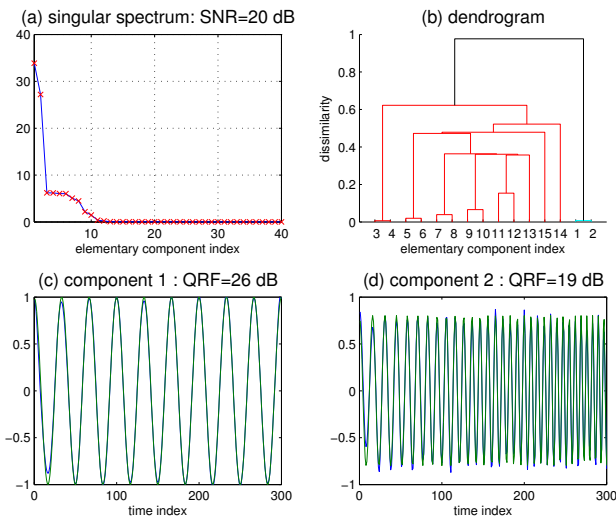 (a) singular spectrum: SNR=20 dB
40
30
20
10
0
10 20 30 40
elementary component index
(b) dendrogram
dissimilarity
1
0.8
0.6
0.4
0.2
0
3 4 5 6 7 8 9 10 11 12 13 15 14 1 2
elementary component index
(c) component 1 : QRF=26 dB
1
0.5
0
−0.5
−1
0 100 200 300
time index
(d) component 2 : QRF=19 dB
1
0.5
0
−0.5
−1
0 100 200 300
time index